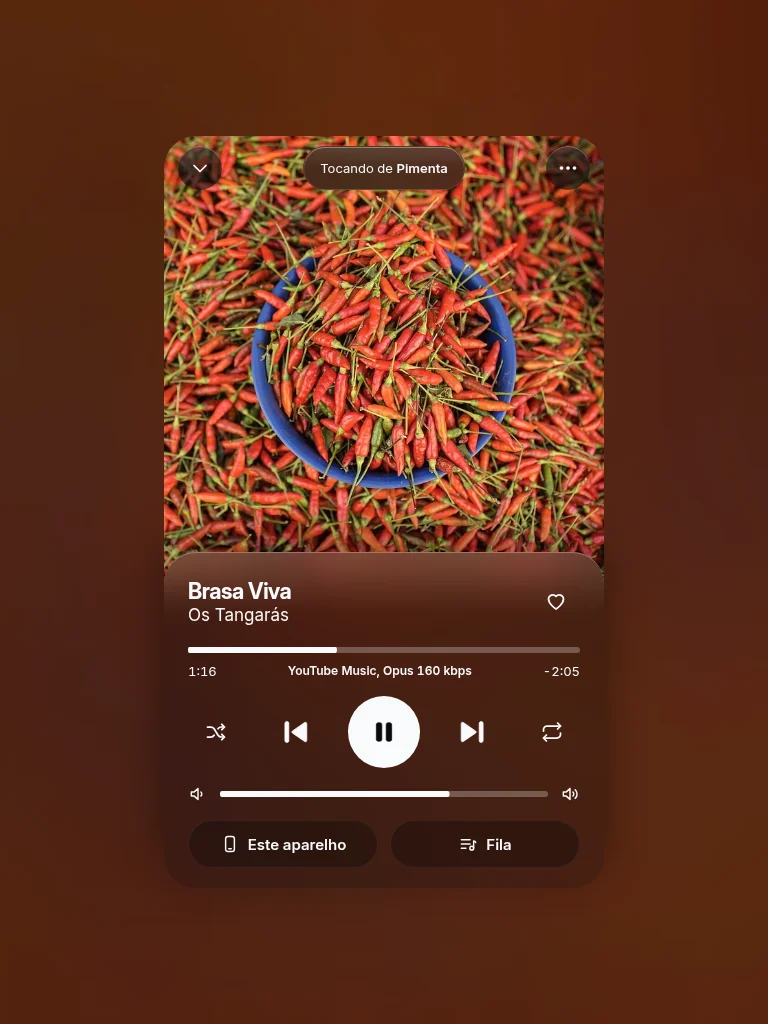 Tocando de Pimenta
Brasa Viva
Os Tangarás
1:16 YouTube Music, Opus 160 kbps -2:05
Este aparelho Fila